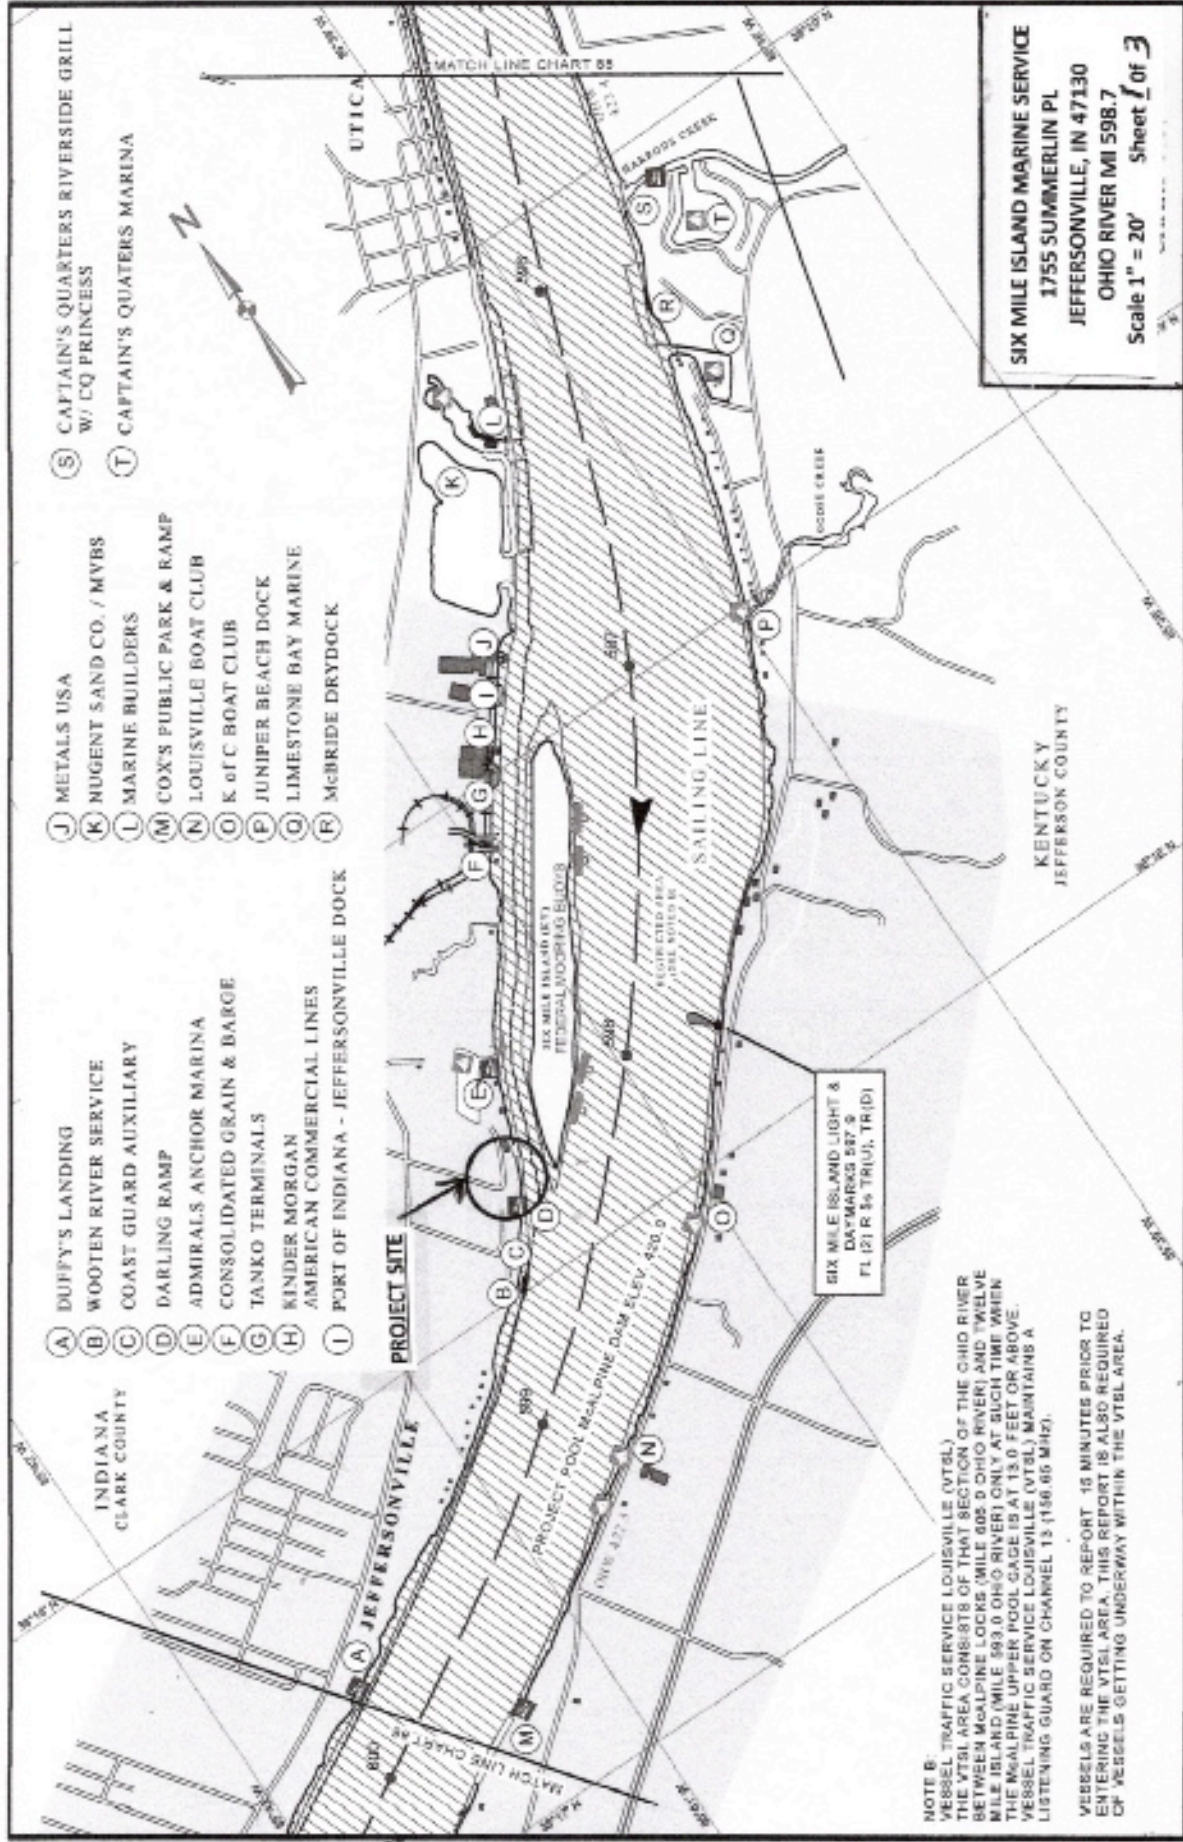 INDIANA
CLARK COUNTY
(A) DUFFY'S LANDING
(B) WOOTEN RIVER SERVICE
(C) COAST GUARD AUXILIARY
(D) DARLING RAMP
(E) ADMIRALS ANCHOR MARINA
(F) CONSOLIDATED GRAIN & BARGE
(G) TANKO TERMINALS
(H) KINDER MORGAN
AMERICAN COMMERCIAL LINES
(I) PORT OF INDIANA - JEFFERSONVILLE DOCK
(J) METALS USA
(K) NUGENT SAND CO. / MVBS
(L) MARINE BUILDERS
(M) COX'S PUBLIC PARK & RAMP
(N) LOUISVILLE BOAT CLUB
(O) K of C BOAT CLUB
(P) JUNIPER BEACH DOCK
(Q) LIMESTONE BAY MARINE
(R) McBRIDE DRYDOCK
(S) CAPTAIN'S QUARTERS RIVERSIDE GRILL
W/ CQ PRINCESS
(T) CAPTAIN'S QUATERS MARINA
N
UTICA
MATCH LINE CHART 85
PROJECT SITE
JEFFERSONVILLE
A
B
C
D
E
F
G
H
I
J
K
L
M
N
O
P
Q
R
S
T
600
599
598
597
596
MATCH LINE CHART 86
PROJECT POOL McALPINE DAM ELEV. 420.0
SIX MILE ISLAND (KY)
FEDERAL MOORING BUOYS
SAILING LINE
HARRODS CREEK
GOOSE CREEK
KENTUCKY
JEFFERSON COUNTY
SIX MILE ISLAND LIGHT &
DAYMARKS 597.9
FL (2) R 5s TR(U), TR(D)
NOTE B:
VESSEL TRAFFIC SERVICE LOUISVILLE (VTSL)
THE VTSL AREA CONSISTS OF THAT SECTION OF THE OHIO RIVER
BETWEEN McALPINE LOCKS (MILE 605.0 OHIO RIVER) AND TWELVE
MILE ISLAND (MILE 593.0 OHIO RIVER) ONLY AT SUCH TIME WHEN
THE McALPINE UPPER POOL GAGE IS AT 13.0 FEET OR ABOVE.
VESSEL TRAFFIC SERVICE LOUISVILLE (VTSL) MAINTAINS A
LISTENING GUARD ON CHANNEL 13 (156.65 MHz).
VESSELS ARE REQUIRED TO REPORT 15 MINUTES PRIOR TO
ENTERING THE VTSL AREA. THIS REPORT IS ALSO REQUIRED
OF VESSELS GETTING UNDERWAY WITHIN THE VTSL AREA.
SIX MILE ISLAND MARINE SERVICE
1755 SUMMERLIN PL
JEFFERSONVILLE, IN 47130
OHIO RIVER MI 598.7
Scale 1" = 20' Sheet 1 of 3